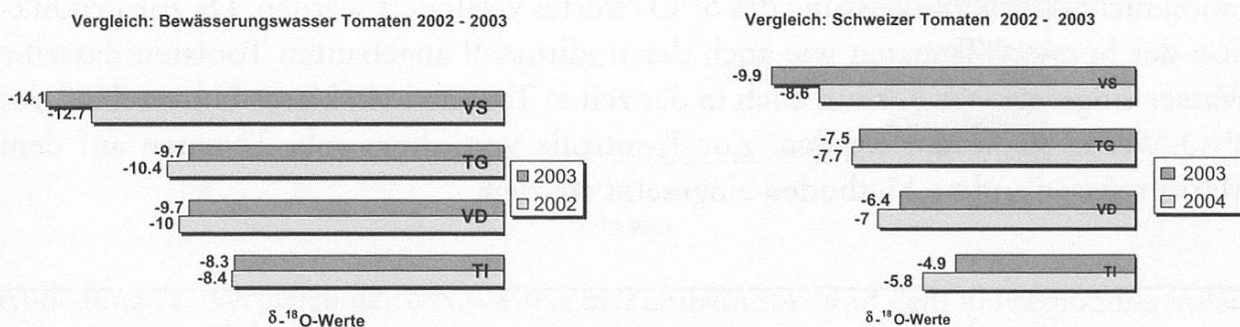 Vergleich: Bewässerungswasser Tomaten 2002 - 2003
-14.1
-12.7
VS
-9.7
-10.4
TG
-9.7
-10
VD
-8.3
-8.4
TI
2003
2002
δ-¹⁸O-Werte
Vergleich: Schweizer Tomaten 2002 - 2003
-9.9
-8.6
VS
-7.5
-7.7
TG
-6.4
-7
VD
-4.9
-5.8
TI
2003
2004
δ-¹⁸O-Werte